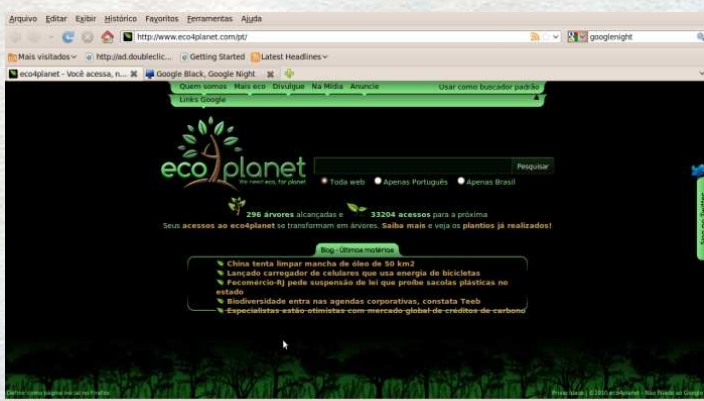 Arquivo Editar Exibir Histórico Favoritos Ferramentas Ajuda
http://www.eco4planet.com/pt/
googlenight
Mais visitados http://ad.doubleclic... Getting Started Latest Headlines
eco4planet - Você acessa, n... Google Black, Google Night
Quem somos Mais eco Divulgue Na Mídia Anuncie Usar como buscador padrão
Links Google
eco4planet
We need eco, for planet
Pesquisar
Toda web Apenas Português Apenas Brasil
296 árvores alcançadas e 33204 acessos para a próxima
Seus acessos ao eco4planet se transformam em árvores. Saiba mais e veja os plantios já realizados!
Blog - Últimas matérias
China tenta limpar mancha de óleo de 50 km2
Lançado carregador de celulares que usa energia de bicicletas
Fecomércio-RJ pede suspensão de lei que proíbe sacolas plásticos no
estado
Biodiversidade entra nas agendas corporativas, constata Teeb
Especialistas estão otimistas com mercado global de créditos de carbono